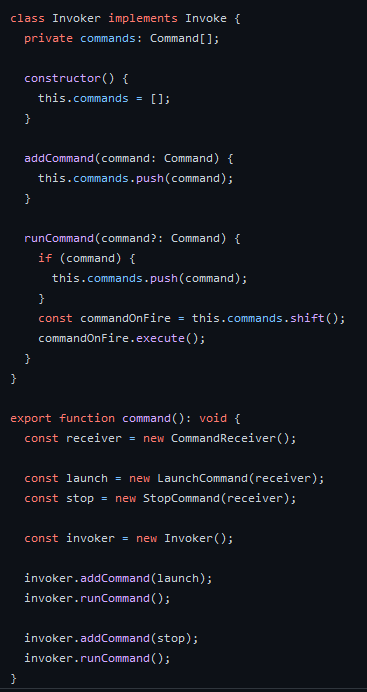 class Invoker implements Invoke {
  private commands: Command[];

  constructor() {
    this.commands = [];
  }

  addCommand(command: Command) {
    this.commands.push(command);
  }

  runCommand(command?: Command) {
    if (command) {
      this.commands.push(command);
    }
    const commandOnFire = this.commands.shift();
    commandOnFire.execute();
  }
}

export function command(): void {
  const receiver = new CommandReceiver();

  const launch = new LaunchCommand(receiver);
  const stop = new StopCommand(receiver);

  const invoker = new Invoker();

  invoker.addCommand(launch);
  invoker.runCommand();

  invoker.addCommand(stop);
  invoker.runCommand();
}